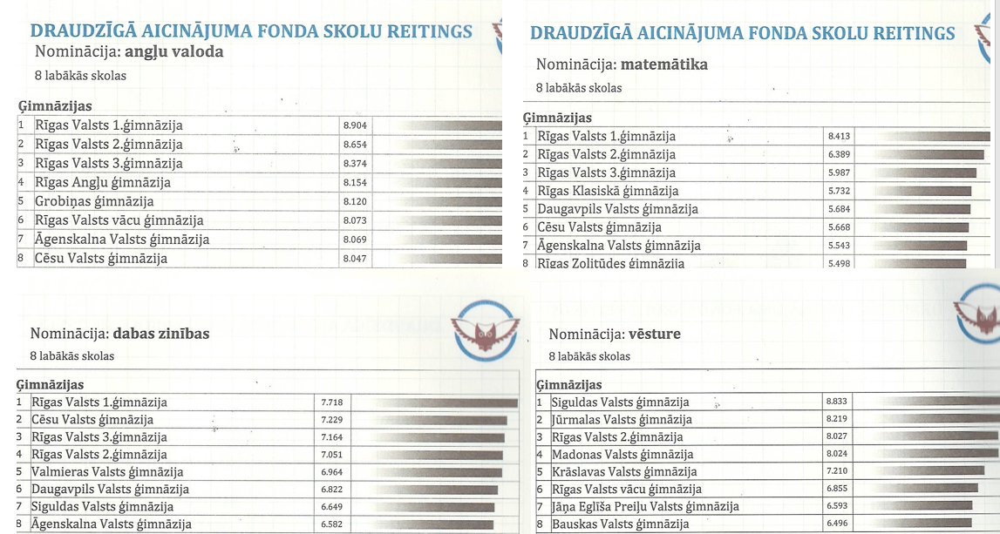 DRAUDZĪGĀ AICINĀJUMA FONDA SKOLU REITINGS
Nominācija: angļu valoda
8 labākās skolas
Ģimnāzijas
1 Rīgas Valsts 1.ģimnāzija 8.904
2 Rīgas Valsts 2.ģimnāzija 8.654
3 Rīgas Valsts 3.ģimnāzija 8.374
4 Rīgas Angļu ģimnāzija 8.154
5 Grobiņas ģimnāzija 8.120
6 Rīgas Valsts vācu ģimnāzija 8.073
7 Āgenskalna Valsts ģimnāzija 8.069
8 Cēsu Valsts ģimnāzija 8.047
DRAUDZĪGĀ AICINĀJUMA FONDA SKOLU REITINGS
Nominācija: matemātika
8 labākās skolas
Ģimnāzijas
1 Rīgas Valsts 1.ģimnāzija 8.413
2 Rīgas Valsts 2.ģimnāzija 6.389
3 Rīgas Valsts 3.ģimnāzija 5.987
4 Rīgas Klasiskā ģimnāzija 5.732
5 Daugavpils Valsts ģimnāzija 5.684
6 Cēsu Valsts ģimnāzija 5.668
7 Āgenskalna Valsts ģimnāzija 5.543
8 Rīgas Zolitūdes ģimnāzija 5.498
Nominācija: dabas zinības
8 labākās skolas
Ģimnāzijas
1 Rīgas Valsts 1.ģimnāzija 7.718
2 Cēsu Valsts ģimnāzija 7.229
3 Rīgas Valsts 3.ģimnāzija 7.164
4 Rīgas Valsts 2.ģimnāzija 7.051
5 Valmieras Valsts ģimnāzija 6.964
6 Daugavpils Valsts ģimnāzija 6.822
7 Siguldas Valsts ģimnāzija 6.649
8 Āgenskalna Valsts ģimnāzija 6.582
Nominācija: vēsture
8 labākās skolas
Ģimnāzijas
1 Siguldas Valsts ģimnāzija 8.833
2 Jūrmalas Valsts ģimnāzija 8.219
3 Rīgas Valsts 2.ģimnāzija 8.027
4 Madonas Valsts ģimnāzija 8.024
5 Krāslavas Valsts ģimnāzija 7.210
6 Rīgas Valsts vācu ģimnāzija 6.855
7 Jāņa Eglīša Preiļu Valsts ģimnāzija 6.593
8 Bauskas Valsts ģimnāzija 6.496